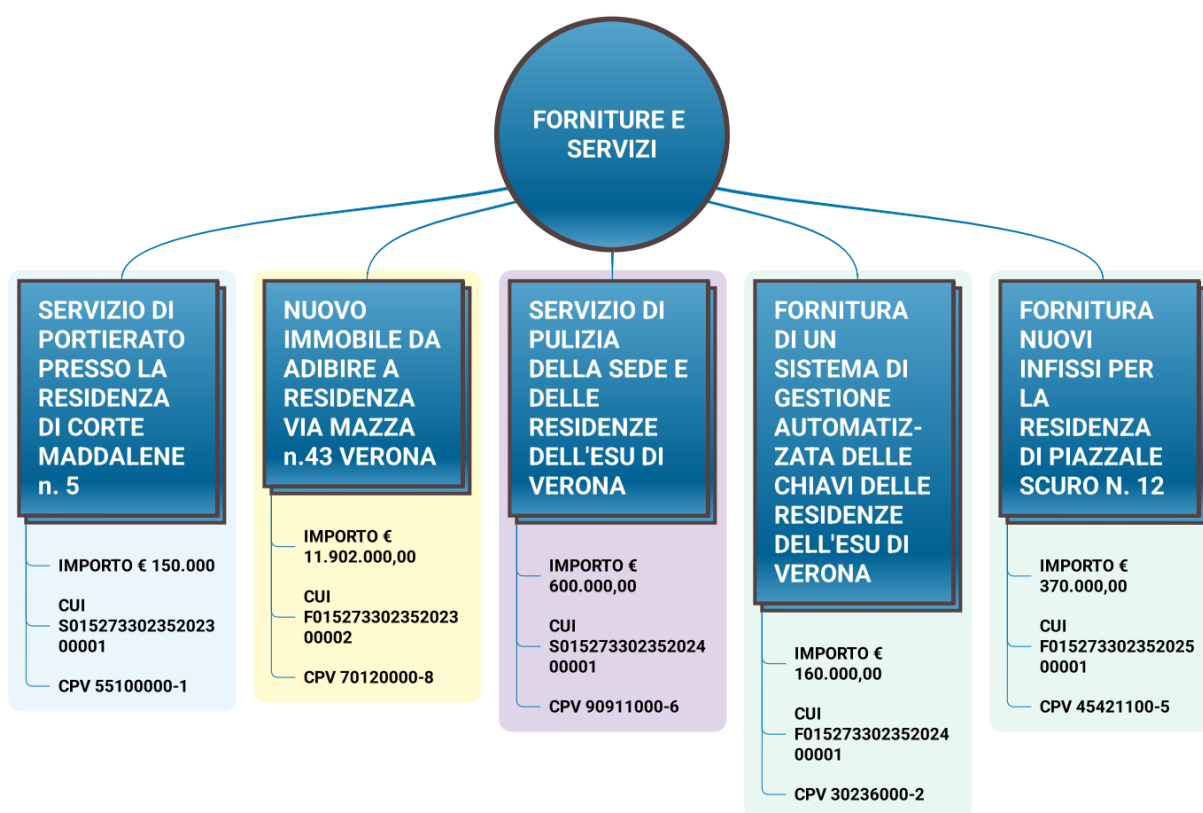 FORNITURE E
SERVIZI
SERVIZIO DI
PORTIERATO
PRESSO LA
RESIDENZA
DI CORTE
MADDALENE
n. 5
IMPORTO € 150.000
CUI
S015273302352023
00001
CPV 55100000-1
NUOVO
IMMOBILE DA
ADIBIRE A
RESIDENZA
VIA MAZZA
n.43 VERONA
IMPORTO €
11.902.000,00
CUI
F015273302352023
00002
CPV 70120000-8
SERVIZIO DI
PULIZIA
DELLA SEDE E
DELLE
RESIDENZE
DELL'ESU DI
VERONA
IMPORTO €
600.000,00
CUI
S015273302352024
00001
CPV 90911000-6
FORNITURA
DI UN
SISTEMA DI
GESTIONE
AUTOMATIZ-
ZATA DELLE
CHIAVI DELLE
RESIDENZE
DELL'ESU DI
VERONA
IMPORTO €
160.000,00
CUI
F015273302352024
00001
CPV 30236000-2
FORNITURA
NUOVI
INFISSI PER
LA
RESIDENZA
DI PIAZZALE
SCURO N. 12
IMPORTO €
370.000,00
CUI
F015273302352025
00001
CPV 45421100-5